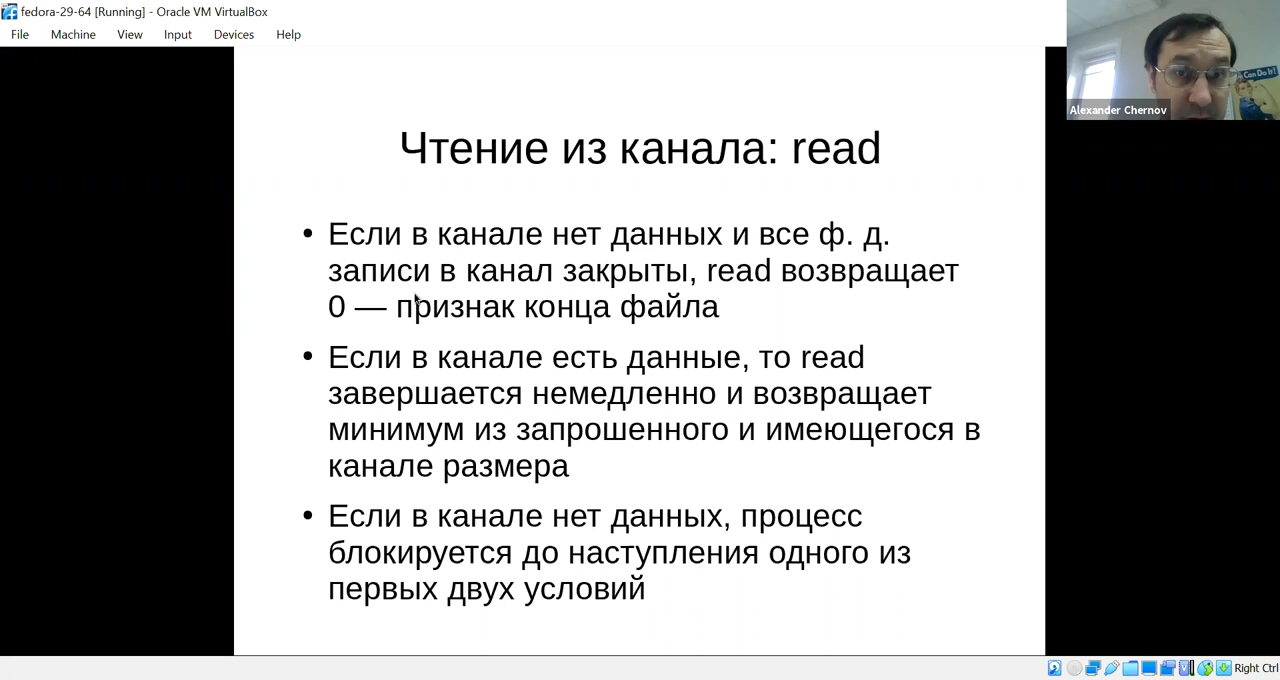 fedora-29-64 [Running] - Oracle VM VirtualBox
File Machine View Input Devices Help
Can Do It!
Alexander Chernov
Чтение из канала: read
• Если в канале нет данных и все ф. д.
записи в канал закрыты, read возвращает
0 — признак конца файла
• Если в канале есть данные, то read
завершается немедленно и возвращает
минимум из запрошенного и имеющегося в
канале размера
• Если в канале нет данных, процесс
блокируется до наступления одного из
первых двух условий
Right Ctrl